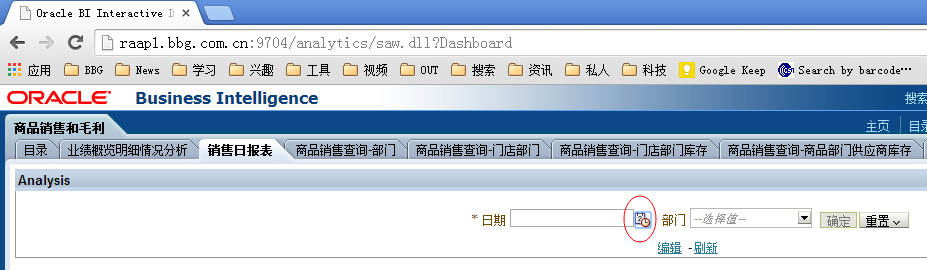 Oracle BI Interactive D
raap1.bbg.com.cn:9704/analytics/saw.dll?Dashboard
应用 BBG News 学习 兴趣 工具 视频 OUT 搜索 资讯 私人 科技 Google Keep Search by barcode…
ORACLE Business Intelligence 搜索
商品销售和毛利 主页 目录
目录 业绩概览明细情况分析 销售日报表 商品销售查询-部门 商品销售查询-门店部门 商品销售查询-门店部门库存 商品销售查询-商品部门供应商库存
Analysis
* 日期 部门 --选择值-- 确定 重置
编辑 - 刷新